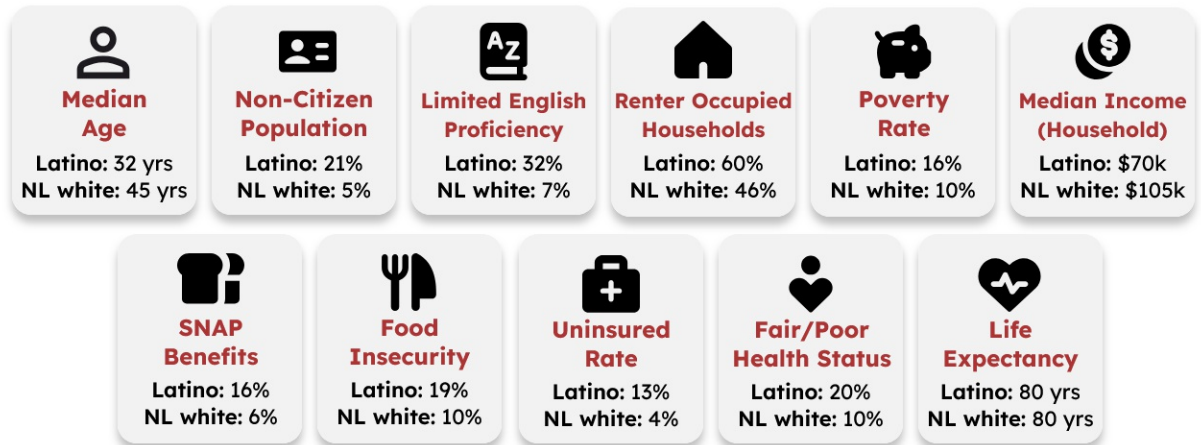 AZ
$
Median
Age
Latino: 32 yrs
NL white: 45 yrs
Non-Citizen
Population
Latino: 21%
NL white: 5%
Limited English
Proficiency
Latino: 32%
NL white: 7%
Renter Occupied
Households
Latino: 60%
NL white: 46%
Poverty
Rate
Latino: 16%
NL white: 10%
Median Income
(Household)
Latino: $70k
NL white: $105k
SNAP
Benefits
Latino: 16%
NL white: 6%
Food
Insecurity
Latino: 19%
NL white: 10%
Uninsured
Rate
Latino: 13%
NL white: 4%
Fair/Poor
Health Status
Latino: 20%
NL white: 10%
Life
Expectancy
Latino: 80 yrs
NL white: 80 yrs